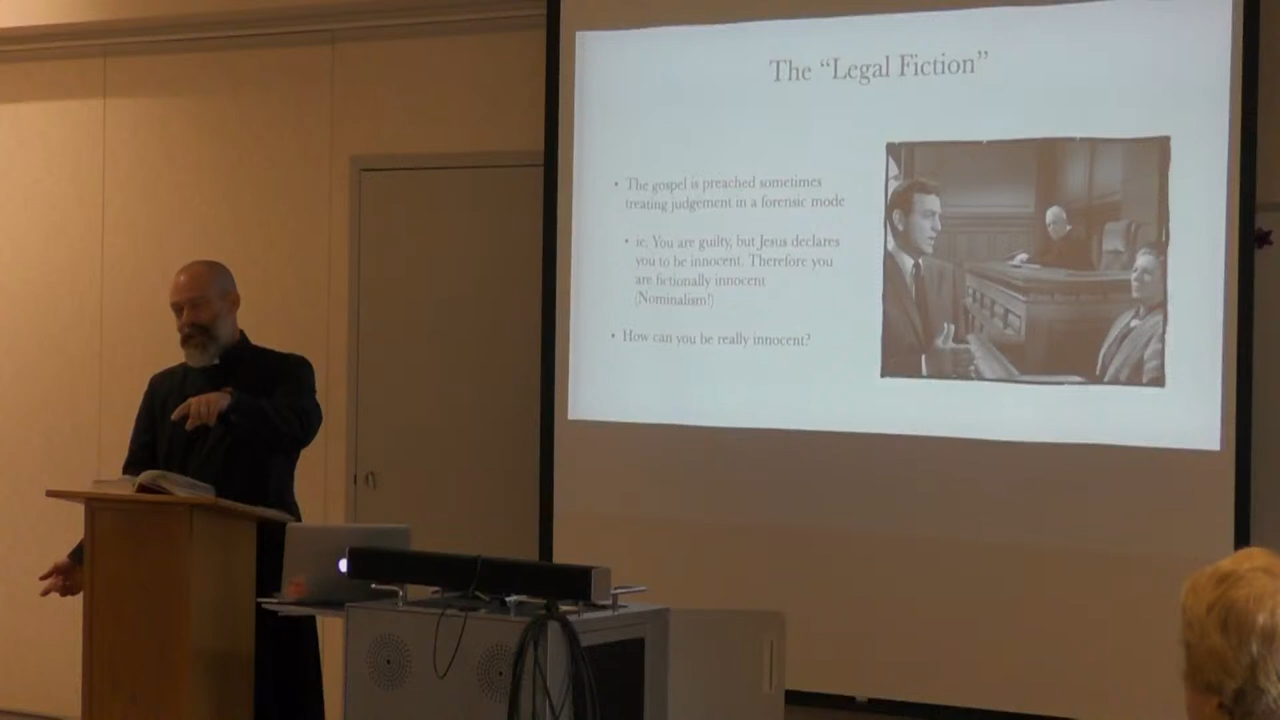 The “Legal Fiction”
• The gospel is preached sometimes
treating judgement in a forensic mode
• ie. You are guilty, but Jesus declares
you to be innocent. Therefore you
are fictionally innocent
(Nominalism!)
• How can you be really innocent?